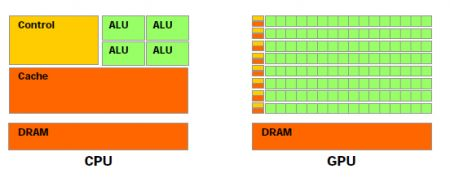 Control
ALU ALU
ALU ALU
Cache
DRAM
CPU
DRAM
GPU